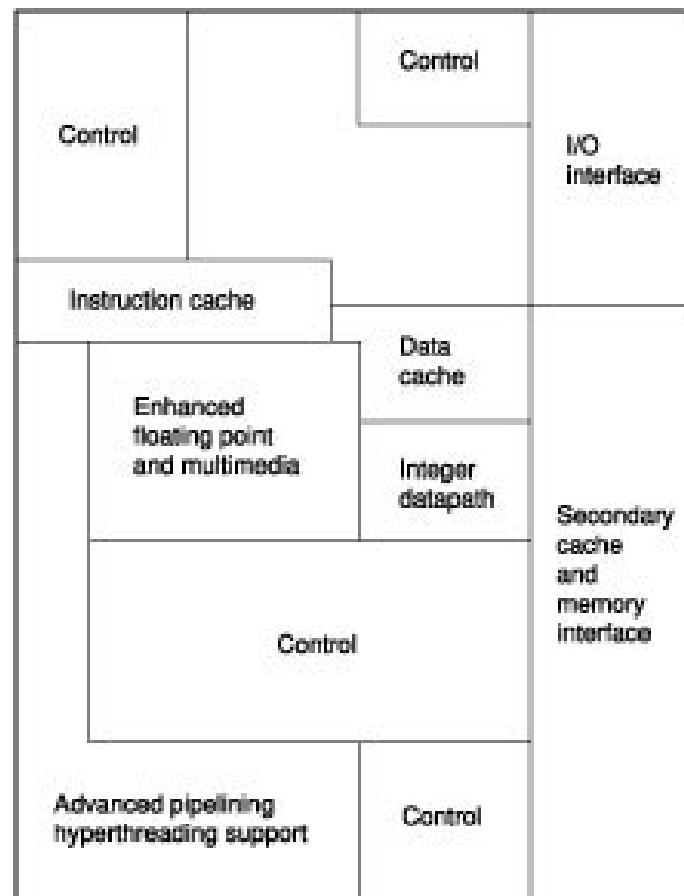 Control
Control
I/O
interface
Instruction cache
Data
cache
Enhanced
floating point
and multimedia
Integer
datapath
Secondary
cache
and
memory
interface
Control
Advanced pipelining
hyperthreading support
Control